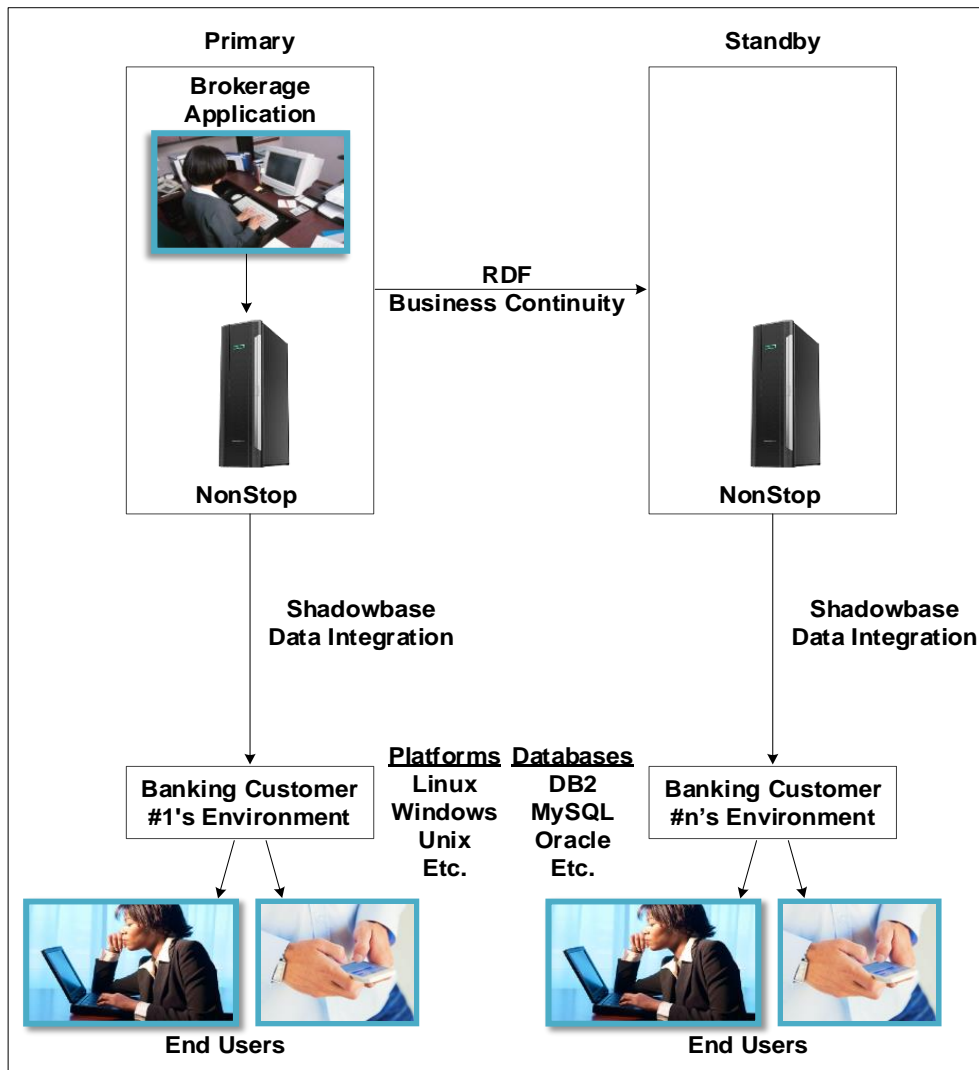 Primary
Standby
Brokerage
Application
RDF
Business Continuity
NonStop
NonStop
Shadowbase
Data Integration
Shadowbase
Data Integration
Banking Customer
#1's Environment
Platforms
Linux
Windows
Unix
Etc.
Databases
DB2
MySQL
Oracle
Etc.
Banking Customer
#n’s Environment
End Users
End Users